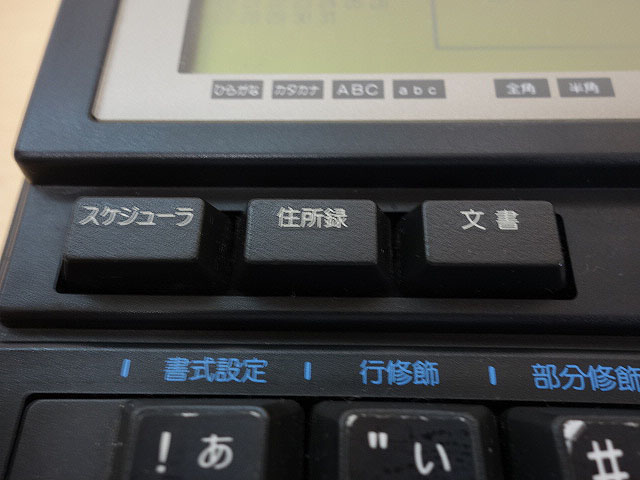 ひらがな カタカナ ABC abc 全角 半角
スケジューラ 住所録 文書
書式設定 行修飾 部分修飾
! あ " い #